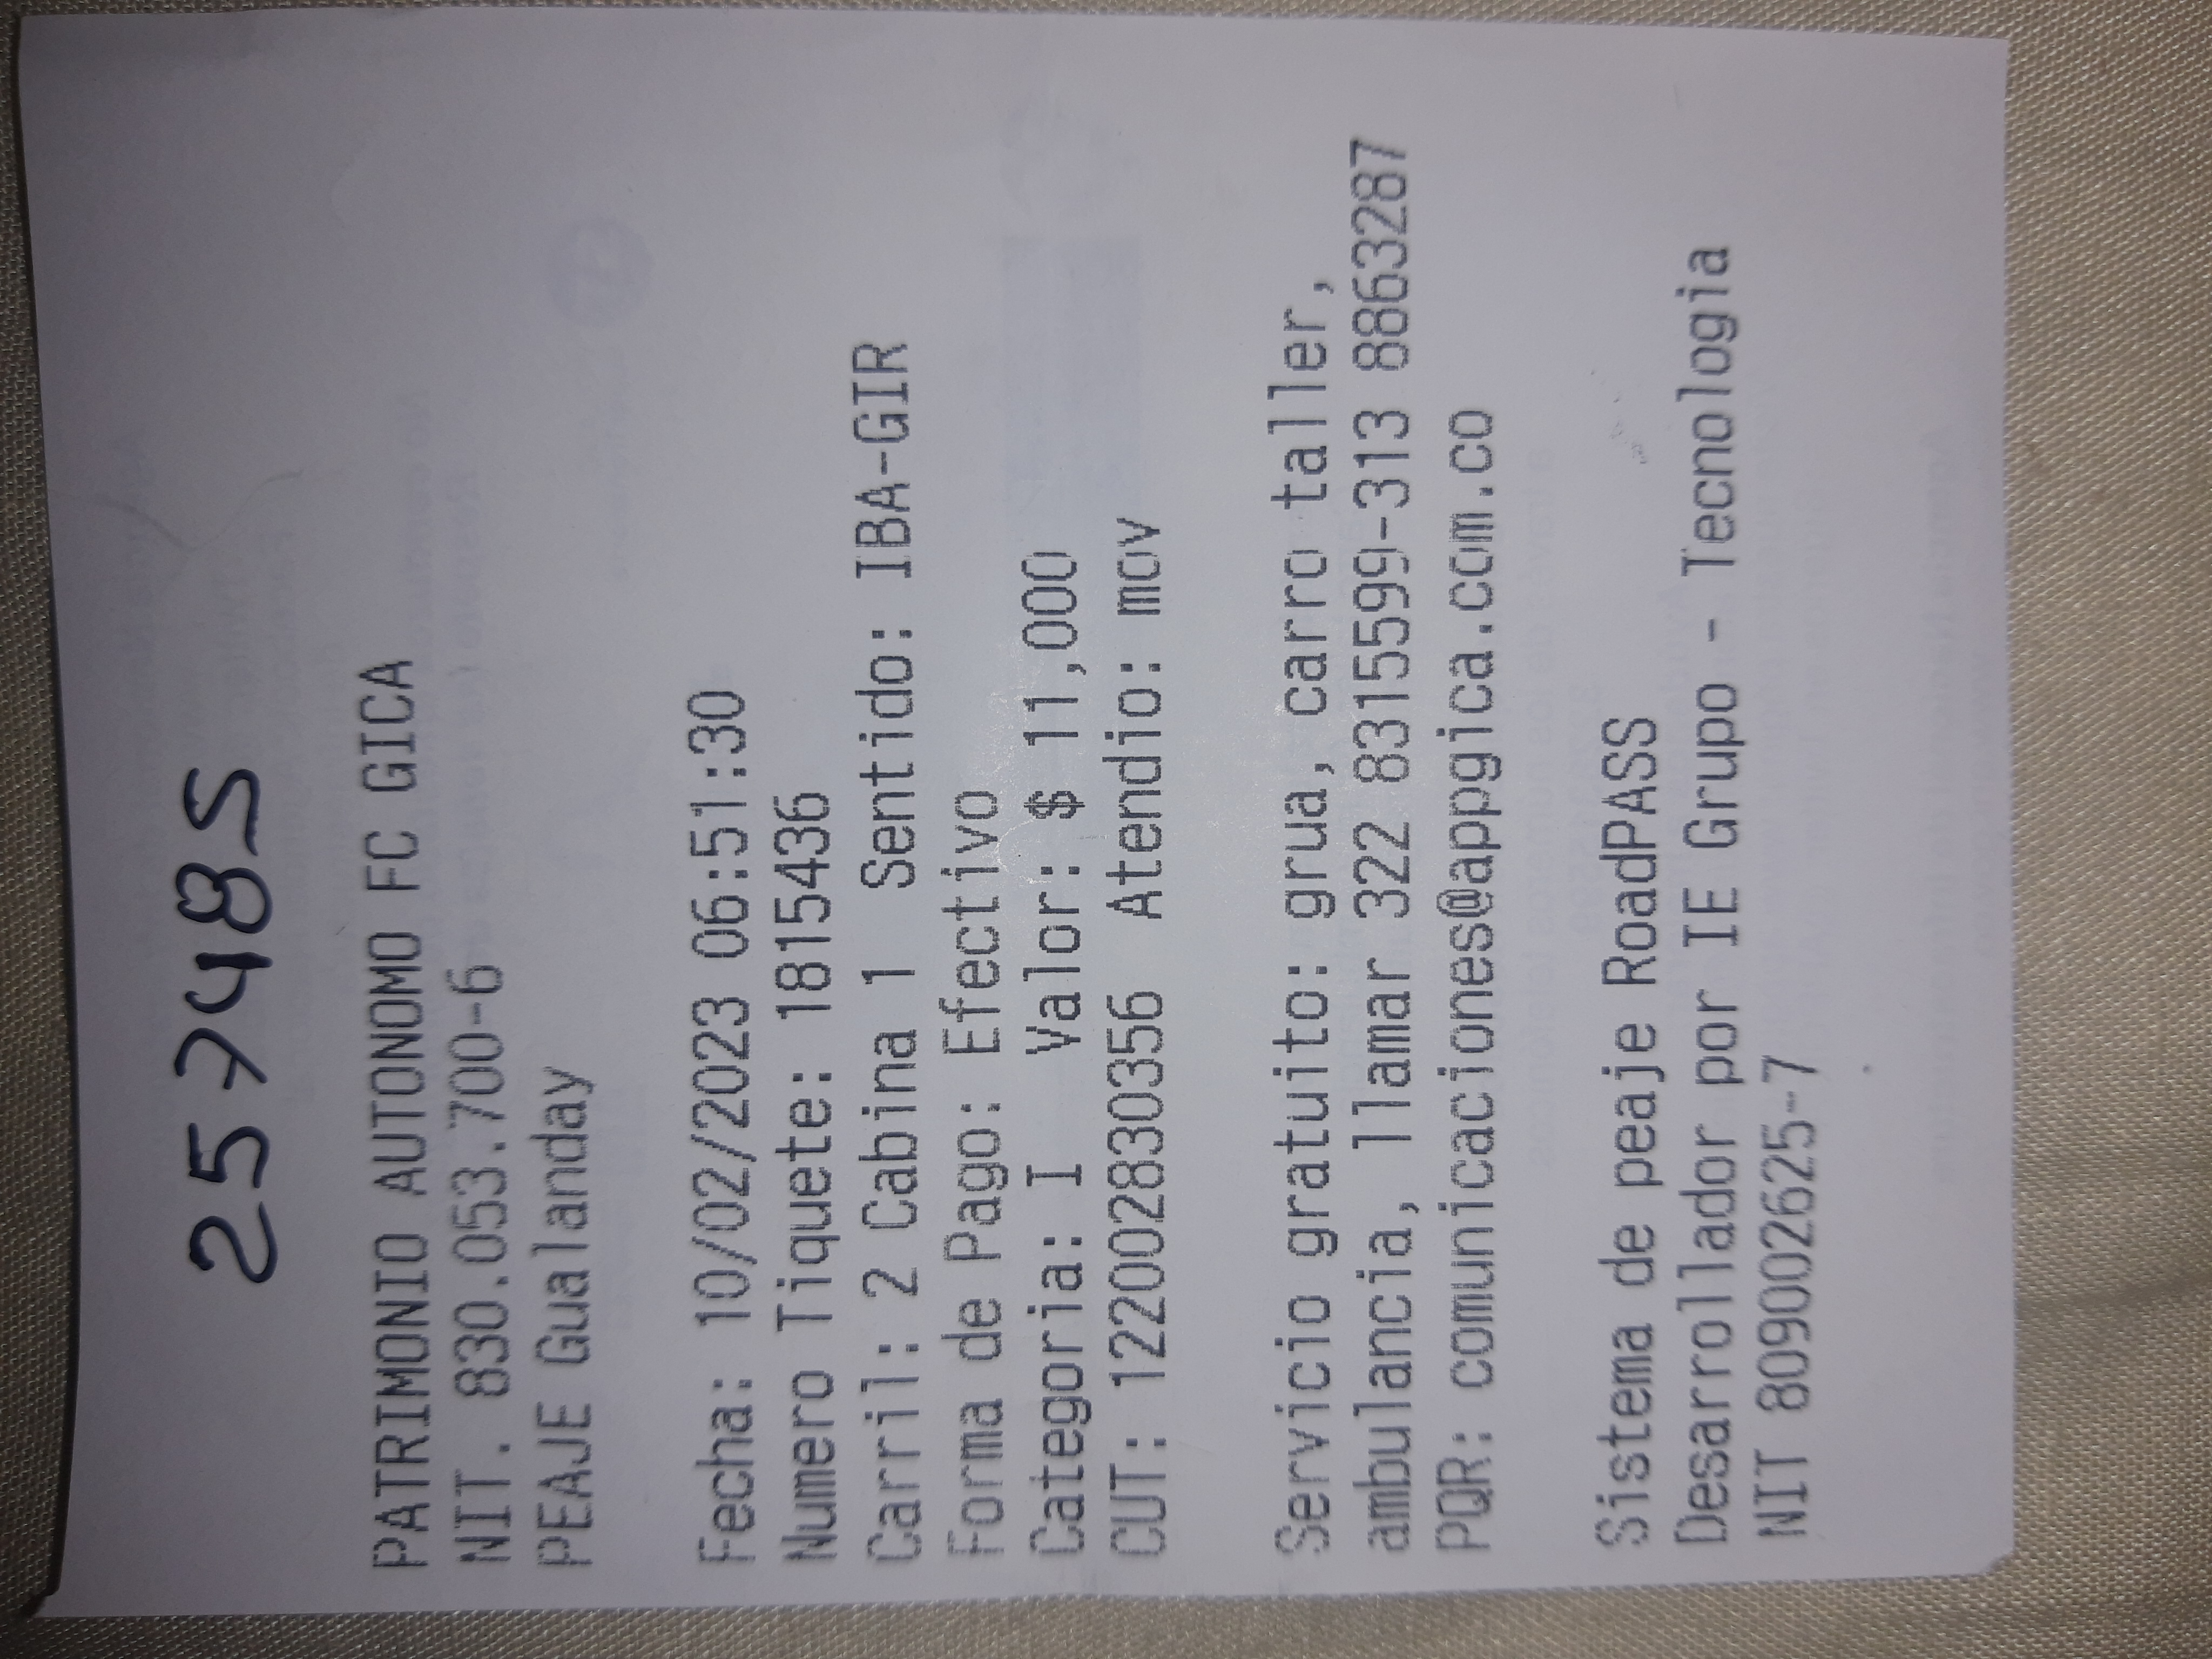 257485
PATRIMONIO AUTONOMO FC GICA
NIT. 830.053.700-6
PEAJE Gualanday
Fecha: 10/02/2023 06:51:30
Numero Tiquete: 1815436
Carril: 2 Cabina 1 Sentido: IBA-GIR
Forma de Pago: Efectivo
Categoria: I Valor: $ 11,000
CUT: 122002830356 Atendio: mov
Servicio gratuito: grua, carro taller,
ambulancia, llamar 322 8315599-313 8863287
PQR: comunicaciones@appgica.com.co
Sistema de peaje RoadPASS
Desarrollador por IE Grupo - Tecnologia
NIT 809002625-7